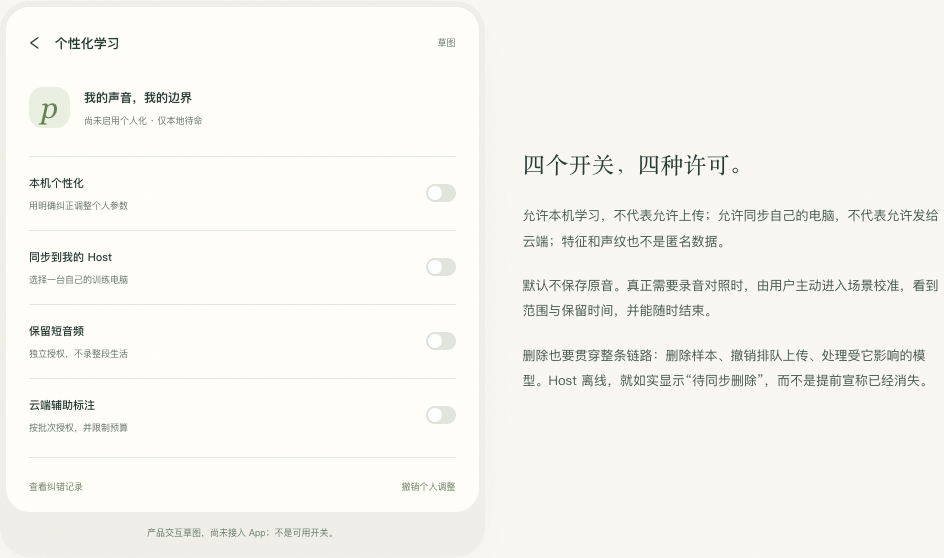 个性化学习
草图
p
我的声音，我的边界
尚未启用个人化 · 仅本地待命
本机个性化
用明确纠正调整个人参数
同步到我的 Host
选择一台自己的训练电脑
保留短音频
独立授权，不录整段生活
云端辅助标注
按批次授权，并限制预算
查看纠错记录
撤销个人调整
产品交互草图，尚未接入 App；不是可用开关。
四个开关，四种许可。
允许本机学习，不代表允许上传；允许同步自己的电脑，不代表允许发给
云端；特征和声纹也不是匿名数据。
默认不保存原音。真正需要录音对照时，由用户主动进入场景校准，看到
范围与保留时间，并能随时结束。
删除也要贯穿整条链路：删除样本、撤销排队上传、处理受它影响的模
型。Host 离线，就如实显示“待同步删除”，而不是提前宣称已经消失。